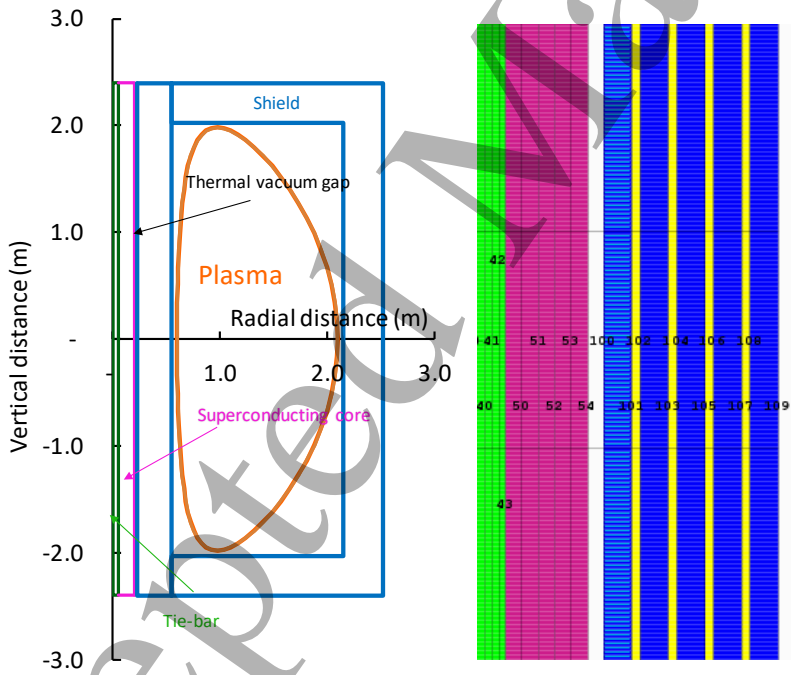 3.0
2.0
1.0
-
-1.0
-2.0
-3.0
Vertical distance (m)
Shield
Thermal vacuum gap
Plasma
Radial distance (m)
-
1.0
2.0
3.0
Superconducting core
Tie-bar
42
41 51 53 100 102 104 106 108
40 50 52 54 101 103 105 107 109
43
epted Ma